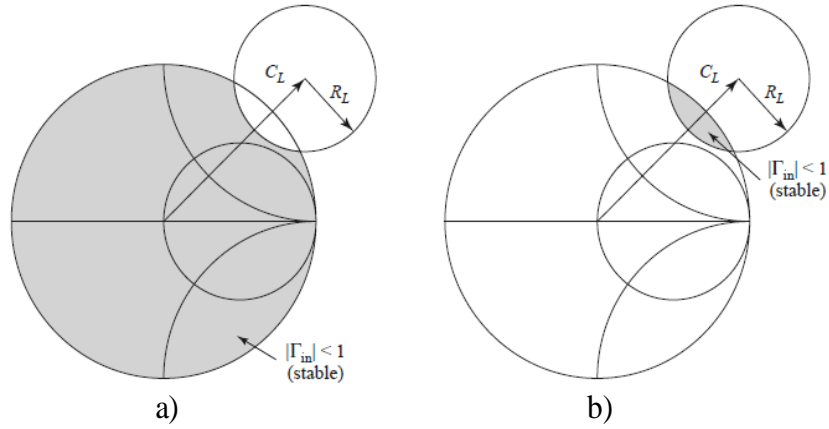 C_L
R_L
|Γ_in| < 1
(stable)
a)
C_L
R_L
|Γ_in| < 1
(stable)
b)